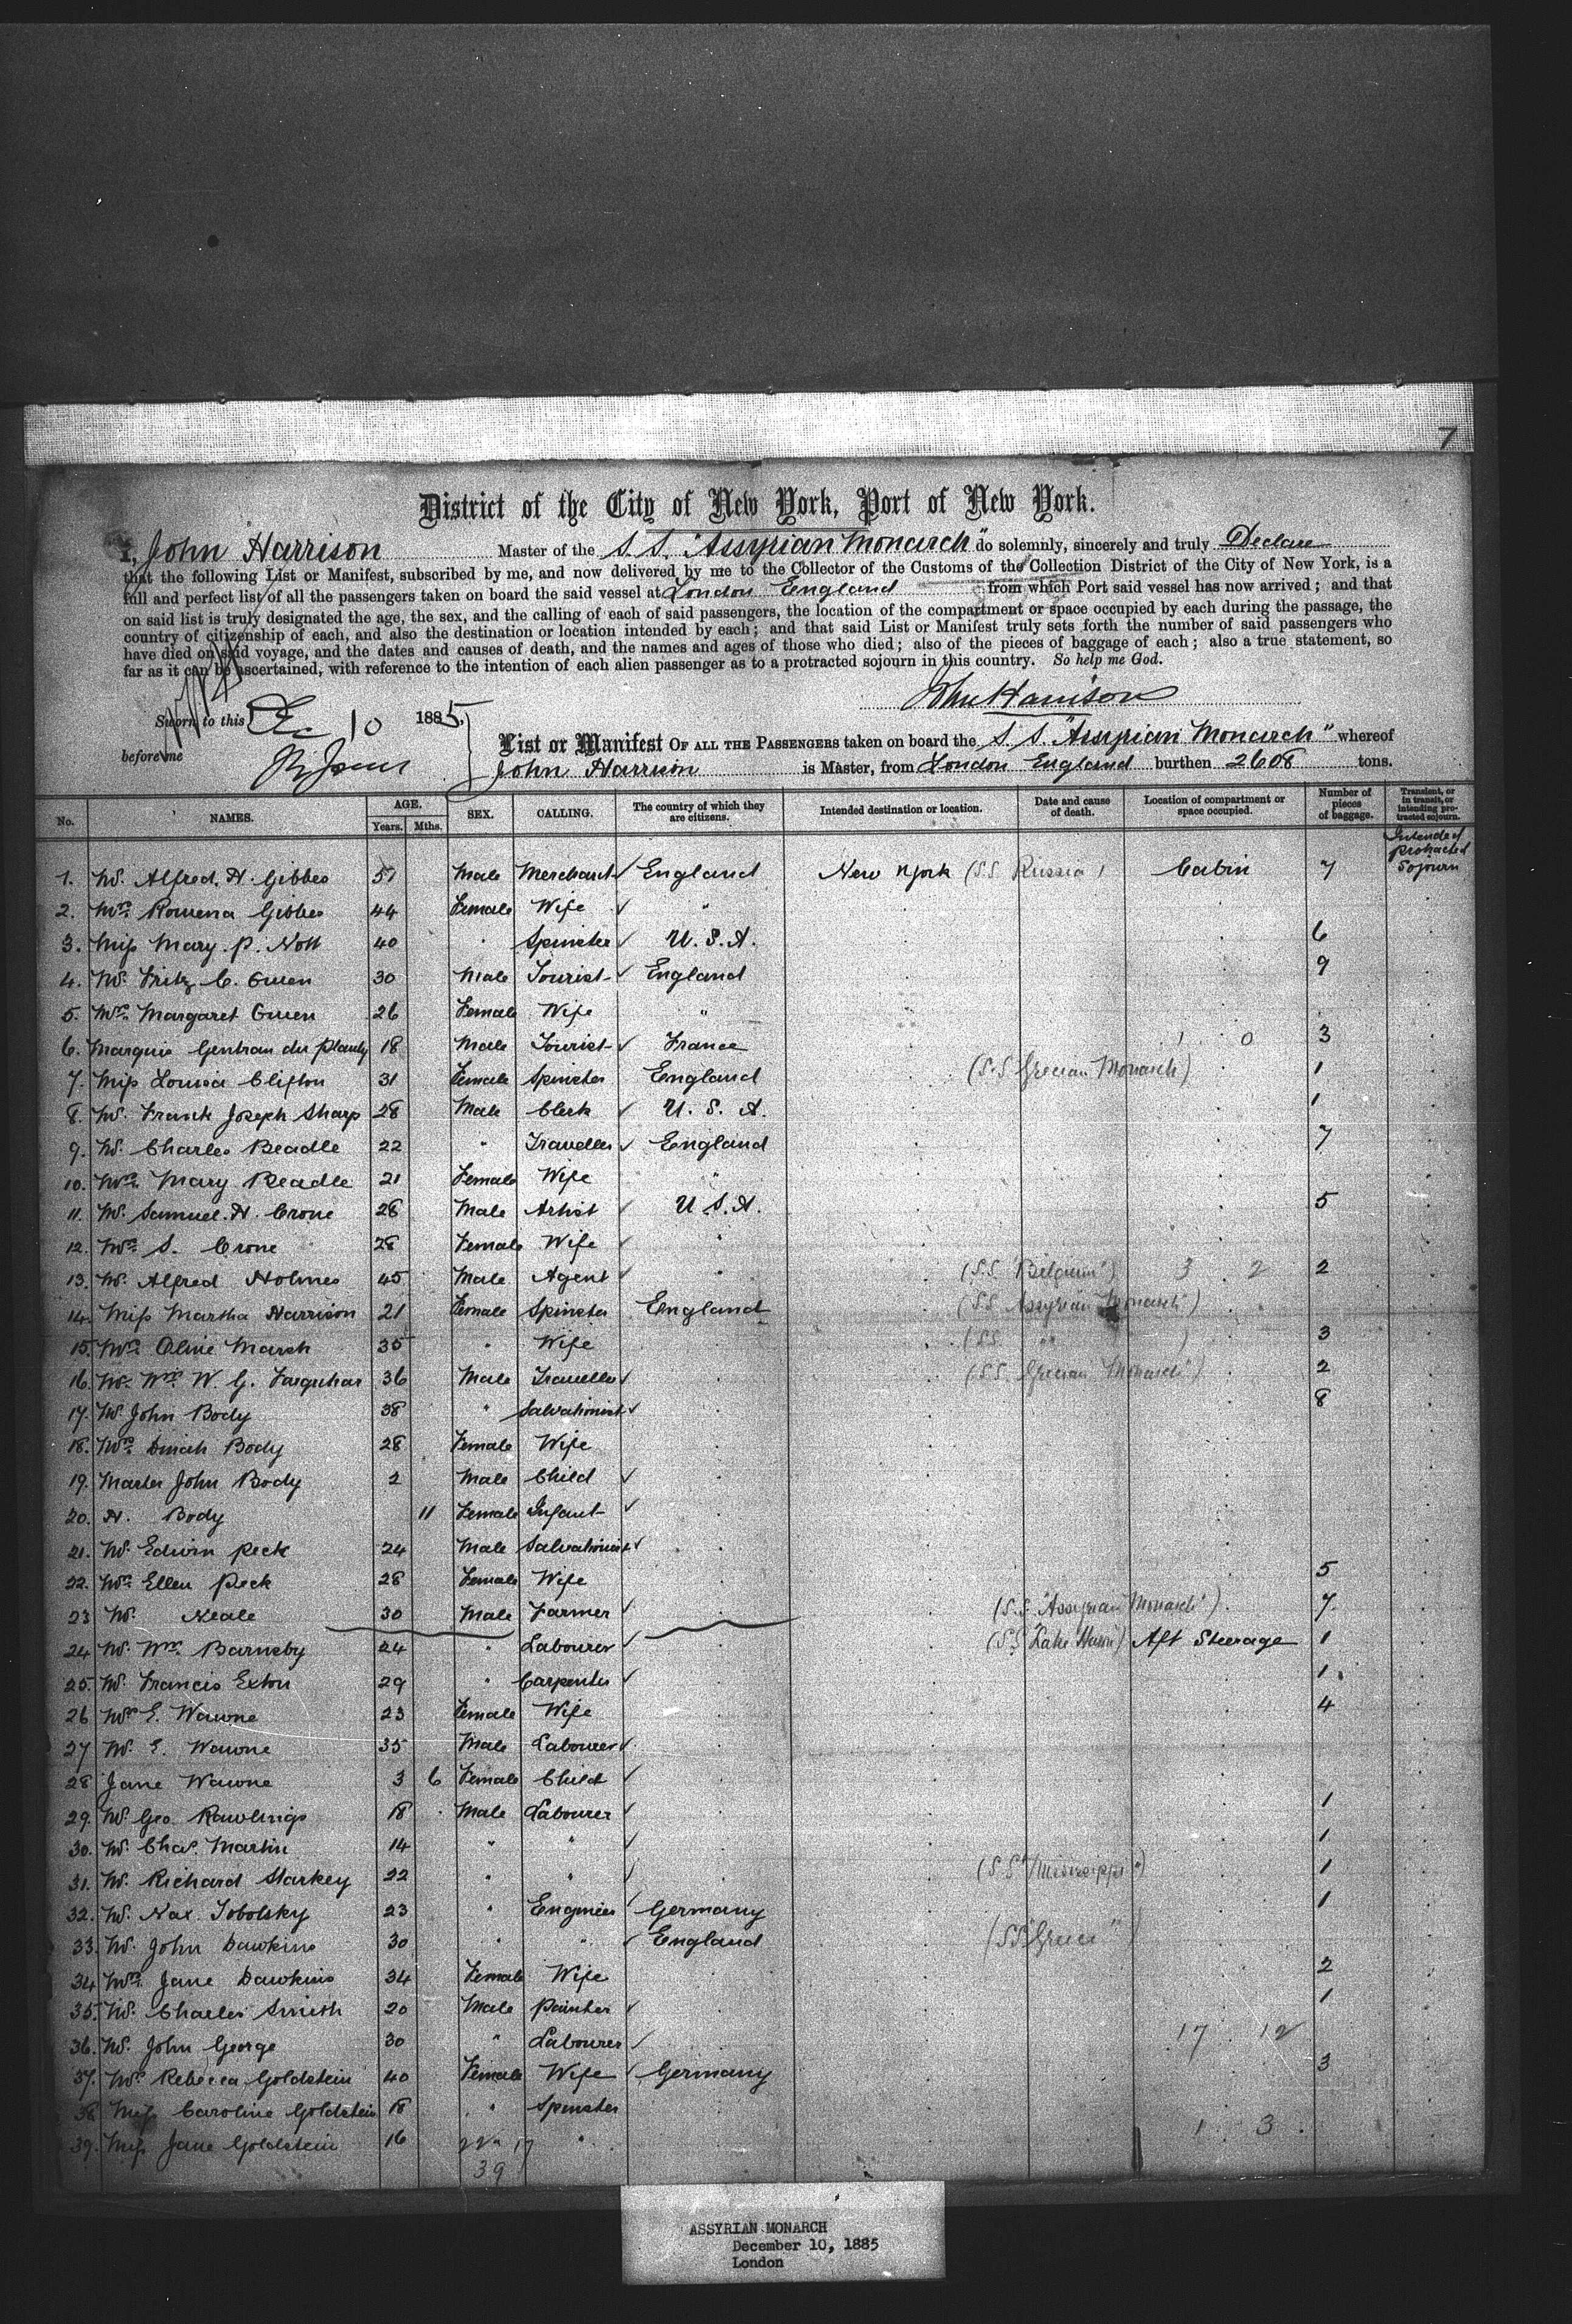 7
District of the City of New York, Port of New York.
I, John Harrison Master of the S. S. "Assyrian Monarch" do solemnly, sincerely and truly Declare
that the following List or Manifest, subscribed by me, and now delivered by me to the Collector of the Customs of the Collection District of the City of New York, is a
full and perfect list of all the passengers taken on board the said vessel at London England from which Port said vessel has now arrived; and that
on said list is truly designated the age, the sex, and the calling of each of said passengers, the location of the compartment or space occupied by each during the passage, the
country of citizenship of each, and also the destination or location intended by each; and that said List or Manifest truly sets forth the number of said passengers who
have died on said voyage, and the dates and causes of death, and the names and ages of those who died; also of the pieces of baggage of each; also a true statement, so
far as it can be ascertained, with reference to the intention of each alien passenger as to a protracted sojourn in this country. So help me God.
John Harrison
Sworn to this Dec 10 1885
before me
List or Manifest OF ALL THE PASSENGERS taken on board the S. S. "Assyrian Monarch" whereof
John Harrison is Master, from London England burthen 2608 tons.
No. NAMES. AGE. Years. Mths. SEX. CALLING. The country of which they are citizens. Intended destination or location. Date and cause of death. Location of compartment or space occupied. Number of pieces of baggage. Transient, or in transit, or intending protracted sojourn.
1. Mr. Alfred. H. Gibbes 51 Male Merchant England New York (S.S. Russia) Cabin 7 Intended protracted Sojourn
2. Mrs Romena Gibbes 44 Female Wife "
3. Miss Mary. P. Nott 40 " Spinster U. S. A. 6
4. Mr. Fritz C. Owen 30 Male Tourist England 9
5. Mrs. Margaret Owen 26 Female Wife "
6. Marquis Gentran du Planty 18 Male Tourist France 1 0 3
7. Miss Louisa Clifton 31 Female Spinster England (S.S Grecian Monarch) 1
8. Mr. Frank Joseph Sharp 28 Male Clerk U. S. A. 1
9. Mr. Charles Beadle 22 " Traveller England 7
10. Mrs. Mary Beadle 21 Female Wife "
11. Mr. Samuel. H. Crone 28 Male Artist U. S. A. 5
12. Mrs S. Crone 28 Female Wife "
13. Mr. Alfred Holmes 45 Male Agent " (S.S. "Belgium") 3 2 2
14. Miss Martha Harrison 21 Female Spinster England (S.S. Assyrian Monarch)
15. Mrs Oline Marsh 35 " Wife (S.S. " ) 3
16. Mr. Wm. W. G. Farquhar 36 Male Traveller (S.S. "Grecian Monarch") 2
17. Mr John Body 38 " Salvationist 8
18. Mrs Dinah Body 28 Female Wife
19. Master John Body 2 Male Child
20. H. Body 11 Female Infant
21. Mr. Edwin Peck 24 Male Salvationist
22. Mrs Ellen Peck 28 Female Wife 5
23 Mr. Neale 30 Male Farmer (S.S "Assyrian Monarch") 7
24 Mr. Wm. Barneby 24 " Labourer (S.S Lake Huron) Aft Steerage 1
25. Mr. Francis Exton 29 " Carpenter 1
26 Mrs E. Wawne 23 Female Wife 4
27 Mr. E. Wawne 35 Male Labourer
28 Jane Wawne 3 6 Female Child
29. Mr. Geo. Rawlings 18 Male Labourer 1
30. Mr. Chas. Martin 14 " " 1
31. Mr. Richard Starkey 22 " " (S.S "Mississippi") 1
32. Mr. Nax. Tobolsky 23 " Engineer Germany 1
33. Mr. John Dawkins 30 " " England (SS "Greece")
34 Mrs. Jane Dawkins 34 Female Wife 2
35. Mr. Charles Smith 20 Male Painter 1
36. Mr. John George 30 " Labourer 17 12
37. Mrs Rebecca Goldstein 40 Female Wife Germany 3
38 Miss Caroline Goldstein 18 " Spinster
39. Miss Jane Goldstein 16 " 1 3
22 17
39
ASSYRIAN MONARCH
December 10, 1885
London